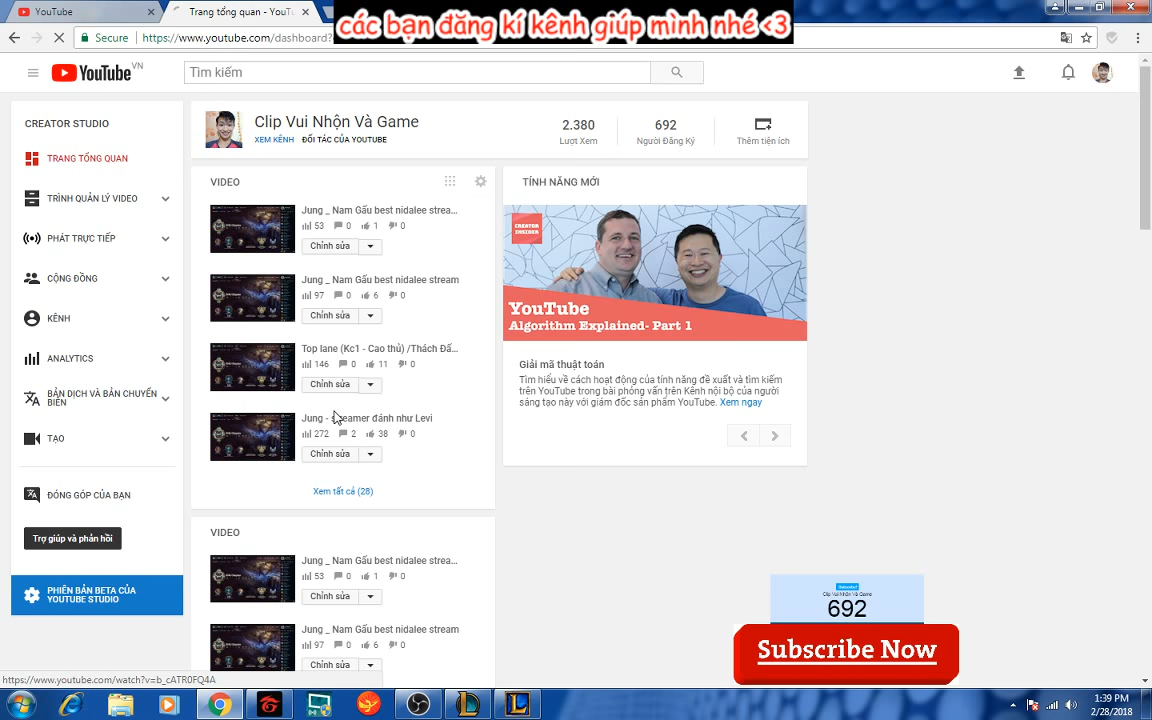 YouTube
Trang tổng quan - YouTu
các bạn đăng kí kênh giúp mình nhé <3
Secure
https://www.youtube.com/dashboard?
YouTube VN
Tìm kiếm
CREATOR STUDIO
TRANG TỔNG QUAN
TRÌNH QUẢN LÝ VIDEO
PHÁT TRỰC TIẾP
CỘNG ĐỒNG
KÊNH
ANALYTICS
BẢN DỊCH VÀ BẢN CHUYỂN
BIÊN
TẠO
ĐÓNG GÓP CỦA BẠN
Trợ giúp và phản hồi
PHIÊN BẢN BETA CỦA
YOUTUBE STUDIO
Clip Vui Nhộn Và Game
XEM KÊNH ĐỐI TÁC CỦA YOUTUBE
2.380
Lượt Xem
692
Người Đăng Ký
Thêm tiện ích
VIDEO
Jung _ Nam Gấu best nidalee strea...
53 0 1 0
Chỉnh sửa
Jung _ Nam Gấu best nidalee stream
97 0 6 0
Chỉnh sửa
Top lane (Kc1 - Cao thủ) /Thách Đấ...
146 0 11 0
Chỉnh sửa
Jung - streamer đánh như Levi
272 2 38 0
Chỉnh sửa
Xem tất cả (28)
VIDEO
Jung _ Nam Gấu best nidalee strea...
53 0 1 0
Chỉnh sửa
Jung _ Nam Gấu best nidalee stream
97 0 6 0
Chỉnh sửa
TÍNH NĂNG MỚI
CREATOR
INSIDER
YouTube
Algorithm Explained- Part 1
Giải mã thuật toán
Tìm hiểu về cách hoạt động của tính năng đề xuất và tìm kiếm
trên YouTube trong bài phỏng vấn trên Kênh nội bộ của người
sáng tạo này với giám đốc sản phẩm YouTube. Xem ngay
Clip Vui Nhộn Và Game
692
Subscribe Now
https://www.youtube.com/watch?v=b_cATR0FQ4A
1:39 PM
2/28/2018